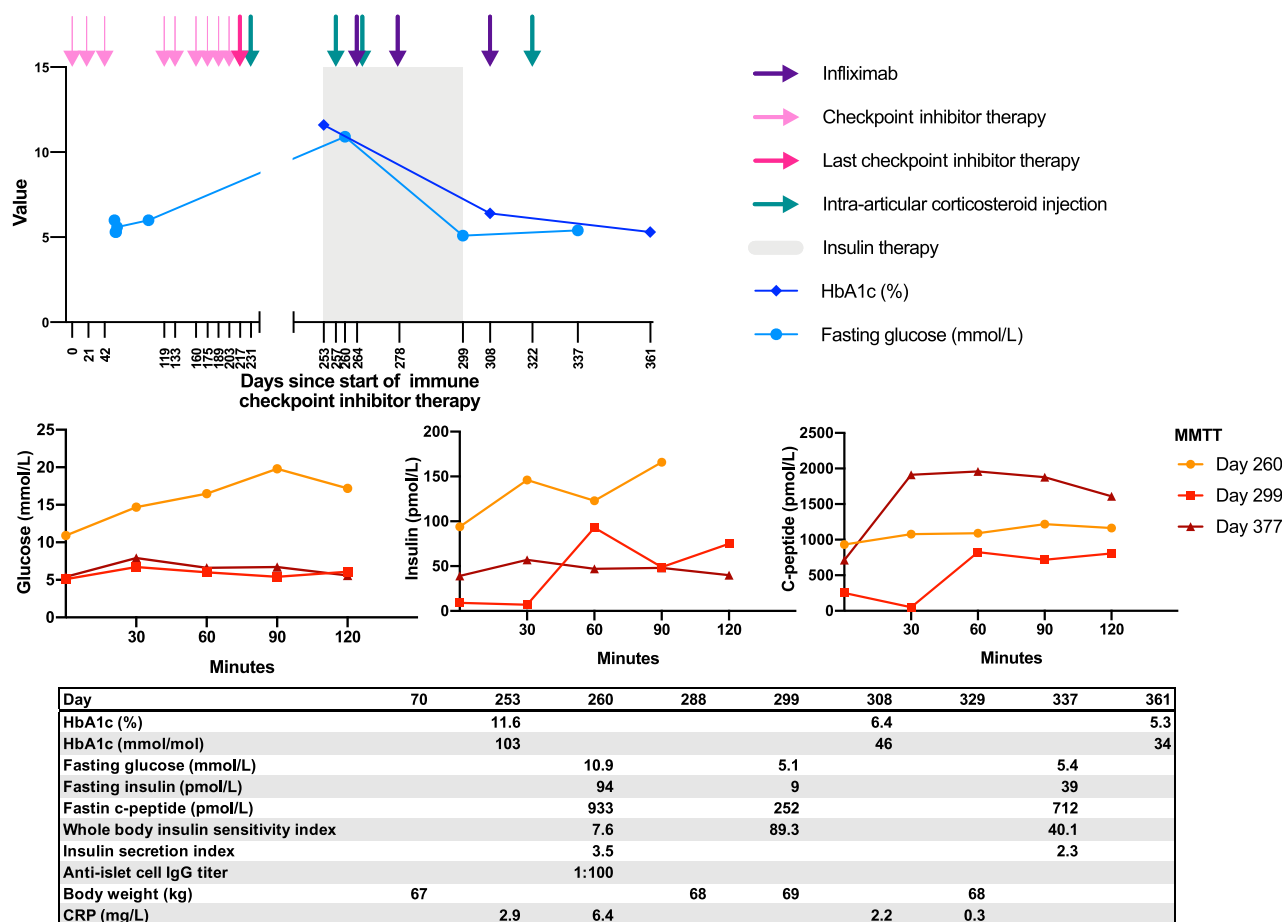 15
10
5
0
Value
0 21 42 119 133 160 175 189 203 217 231 253 257 260 264 278 299 308 322 337 361
Days since start of immune
checkpoint inhibitor therapy
Infliximab
Checkpoint inhibitor therapy
Last checkpoint inhibitor therapy
Intra-articular corticosteroid injection
Insulin therapy
HbA1c (%)
Fasting glucose (mmol/L)
25
20
15
10
5
0
Glucose (mmol/L)
30 60 90 120
Minutes
200
150
100
50
0
Insulin (pmol/L)
30 60 90 120
Minutes
2500
2000
1500
1000
500
0
C-peptide (pmol/L)
30 60 90 120
Minutes
MMTT
Day 260
Day 299
Day 377
Day 70 253 260 288 299 308 329 337 361
HbA1c (%) 11.6 6.4 5.3
HbA1c (mmol/mol) 103 46 34
Fasting glucose (mmol/L) 10.9 5.1 5.4
Fasting insulin (pmol/L) 94 9 39
Fastin c-peptide (pmol/L) 933 252 712
Whole body insulin sensitivity index 7.6 89.3 40.1
Insulin secretion index 3.5 2.3
Anti-islet cell IgG titer 1:100
Body weight (kg) 67 68 69 68
CRP (mg/L) 2.9 6.4 2.2 0.3